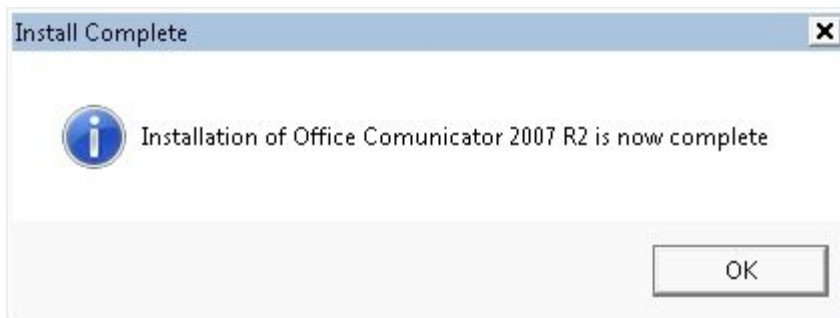 Install Complete
Installation of Office Comunicator 2007 R2 is now complete
OK